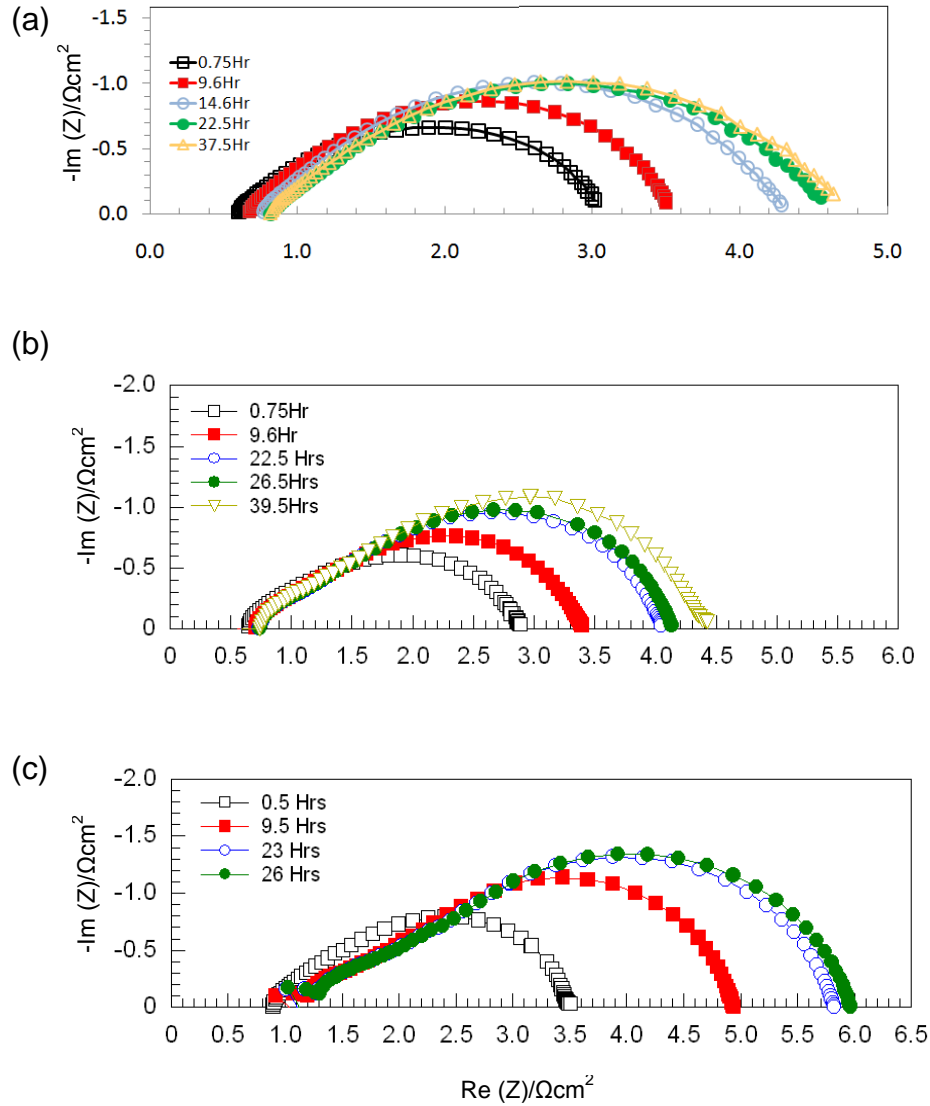 (a)
-Im (Z)/Ωcm²
-1.5
-1.0
-0.5
0.0
0.75Hr
9.6Hr
14.6Hr
22.5Hr
37.5Hr
0.0 1.0 2.0 3.0 4.0 5.0
(b)
-Im (Z)/Ωcm²
-2.0
-1.5
-1.0
-0.5
0
0.75Hr
9.6Hr
22.5 Hrs
26.5Hrs
39.5Hrs
0 0.5 1.0 1.5 2.0 2.5 3.0 3.5 4.0 4.5 5.0 5.5 6.0
(c)
-Im (Z)/Ωcm²
-2.0
-1.5
-1.0
-0.5
0
0.5 Hrs
9.5 Hrs
23 Hrs
26 Hrs
0 0.5 1.0 1.5 2.0 2.5 3.0 3.5 4.0 4.5 5.0 5.5 6.0 6.5
Re (Z)/Ωcm²